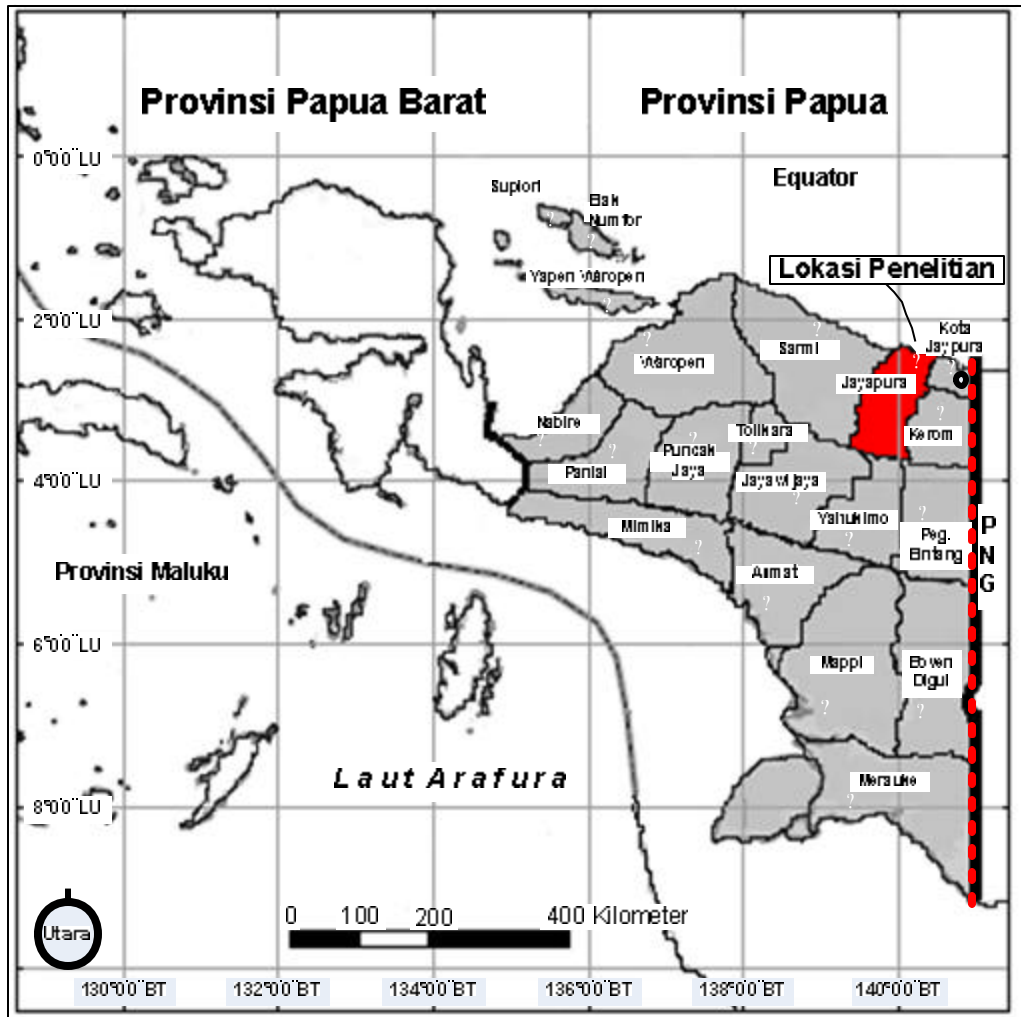 Provinsi Papua Barat
Provinsi Papua
0°00¨LU
Equator
Supiori
Biak
Numfor
Yapen Waropen
Lokasi Penelitian
2°00¨LU
Kota
Jaypura
Sarmi
Waropen
Jayapura
Nabire
Tolikara
Kerom
Puncak
Jaya
Paniai
4°00¨LU
Jayawijaya
Mimika
Yahukimo
Peg.
Bintang
P
N
G
Provinsi Maluku
Asmat
6°00¨LU
Mappi
Boven
Digul
Laut Arafura
Merauke
8°00¨LU
0 100 200 400 Kilometer
Utara
130°00¨BT 132°00¨BT 134°00¨BT 136°00¨BT 138°00¨BT 140°00¨BT